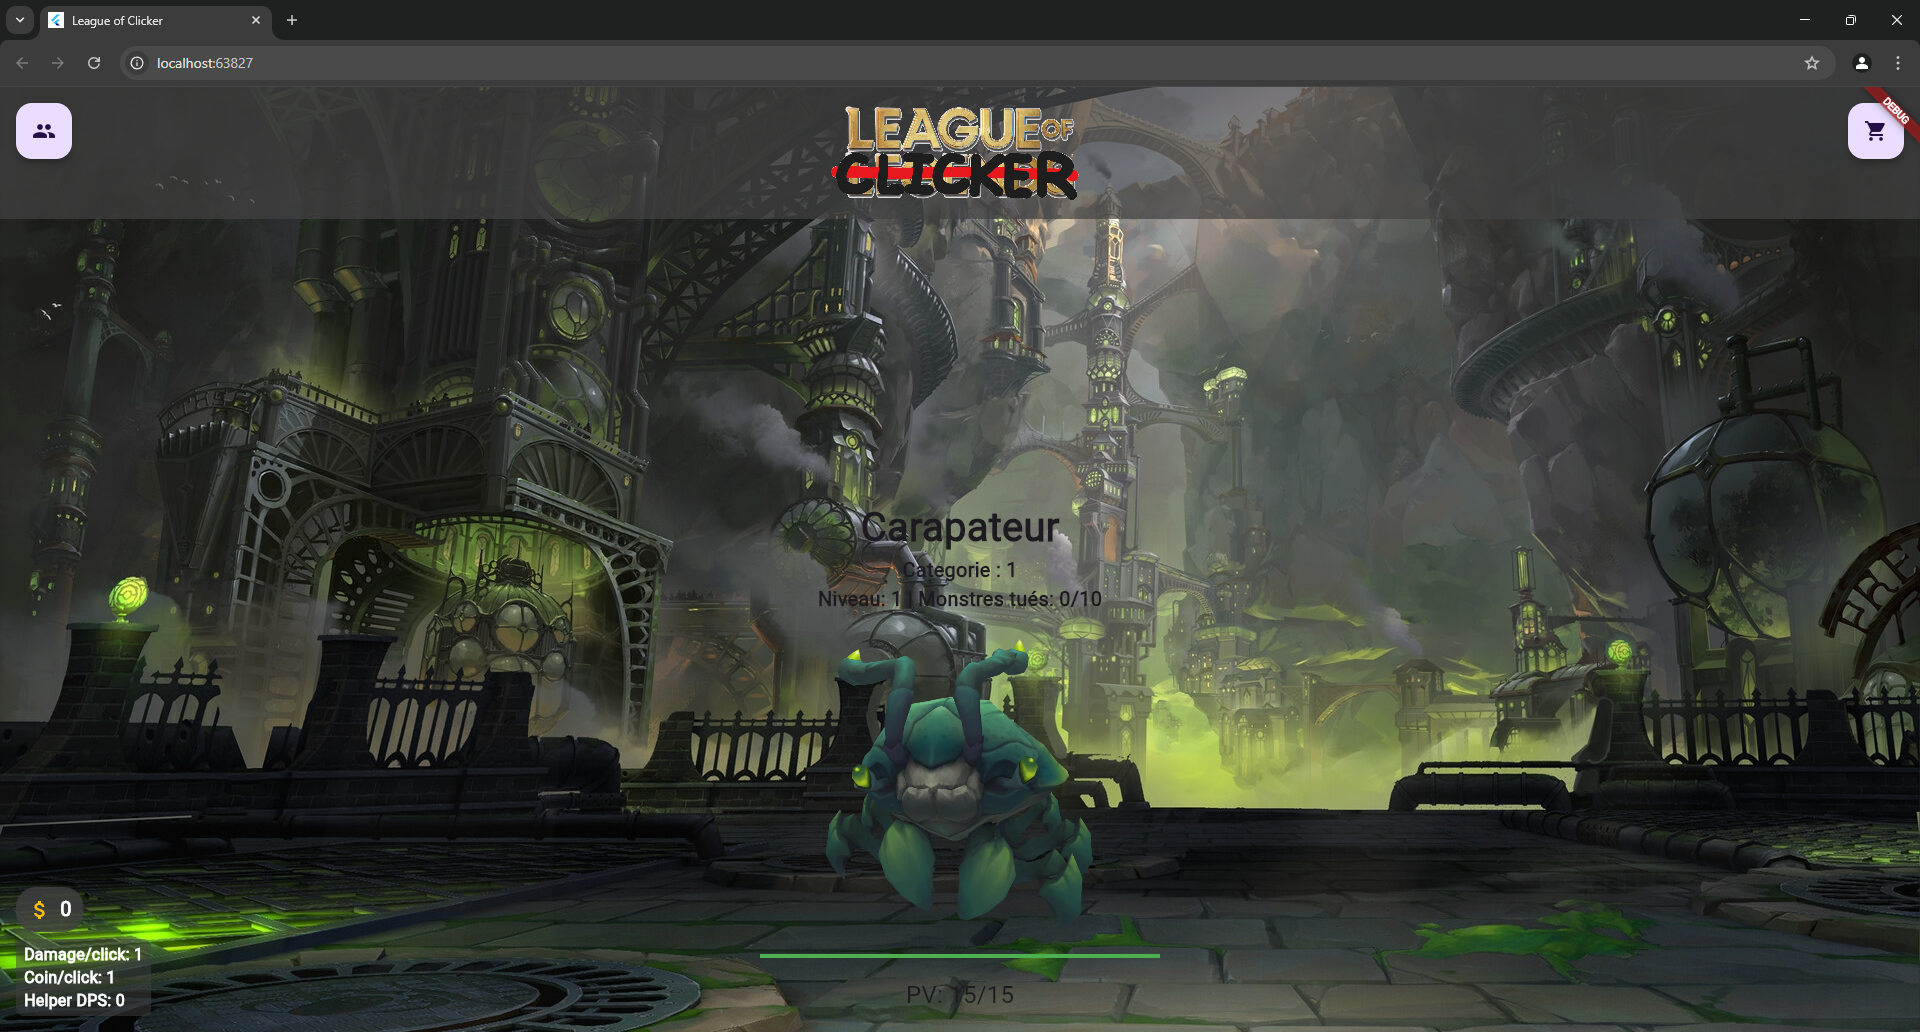 League of Clicker
localhost:63827
LEAGUE OF
CLICKER
DEBUG
Carapateur
Categorie : 1
Niveau: 1 | Monstres tués: 0/10
$ 0
Damage/click: 1
Coin/click: 1
Helper DPS: 0
PV: 15/15